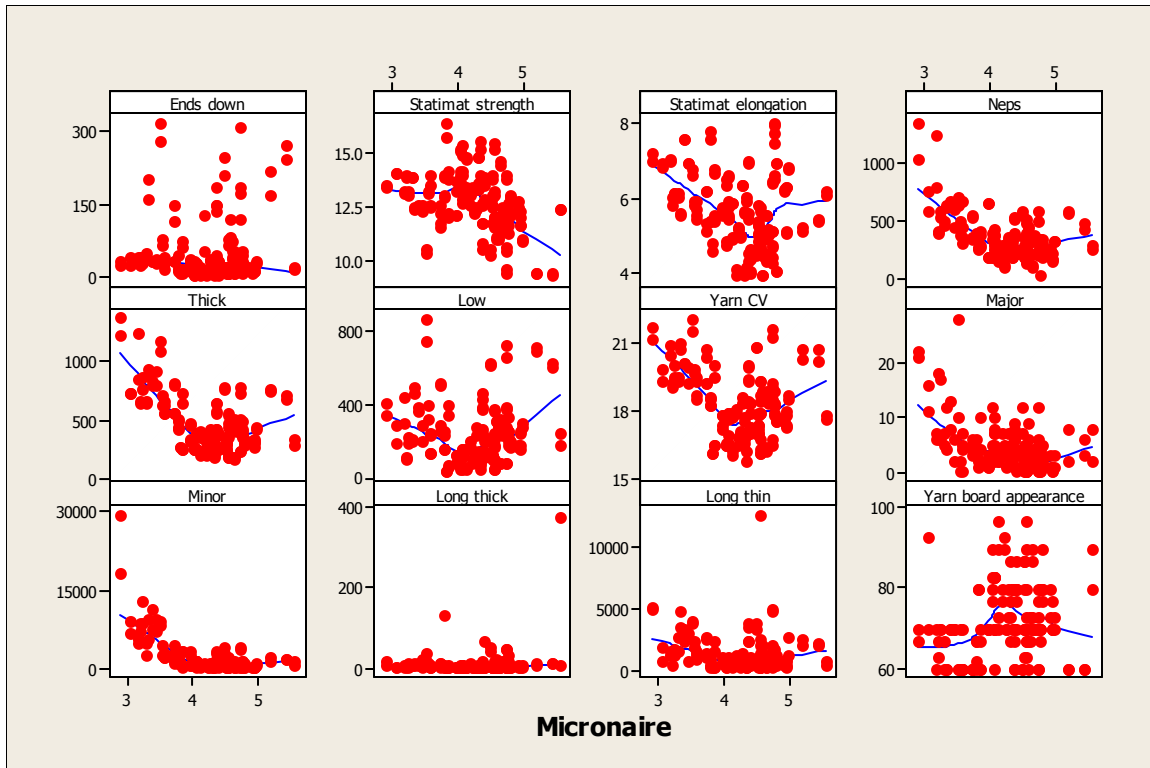 3 4 5 3 4 5
Ends down Statimat strength Statimat elongation Neps
300 15.0 8 1000
150 12.5 6 500
0 10.0 4 0
Thick Low Yarn CV Major
1000 800 21 20
500 400 18 10
0 0 15 0
Minor Long thick Long thin Yarn board appearance
30000 400 10000 100
15000 200 5000 80
0 0 0 60
3 4 5 3 4 5
Micronaire